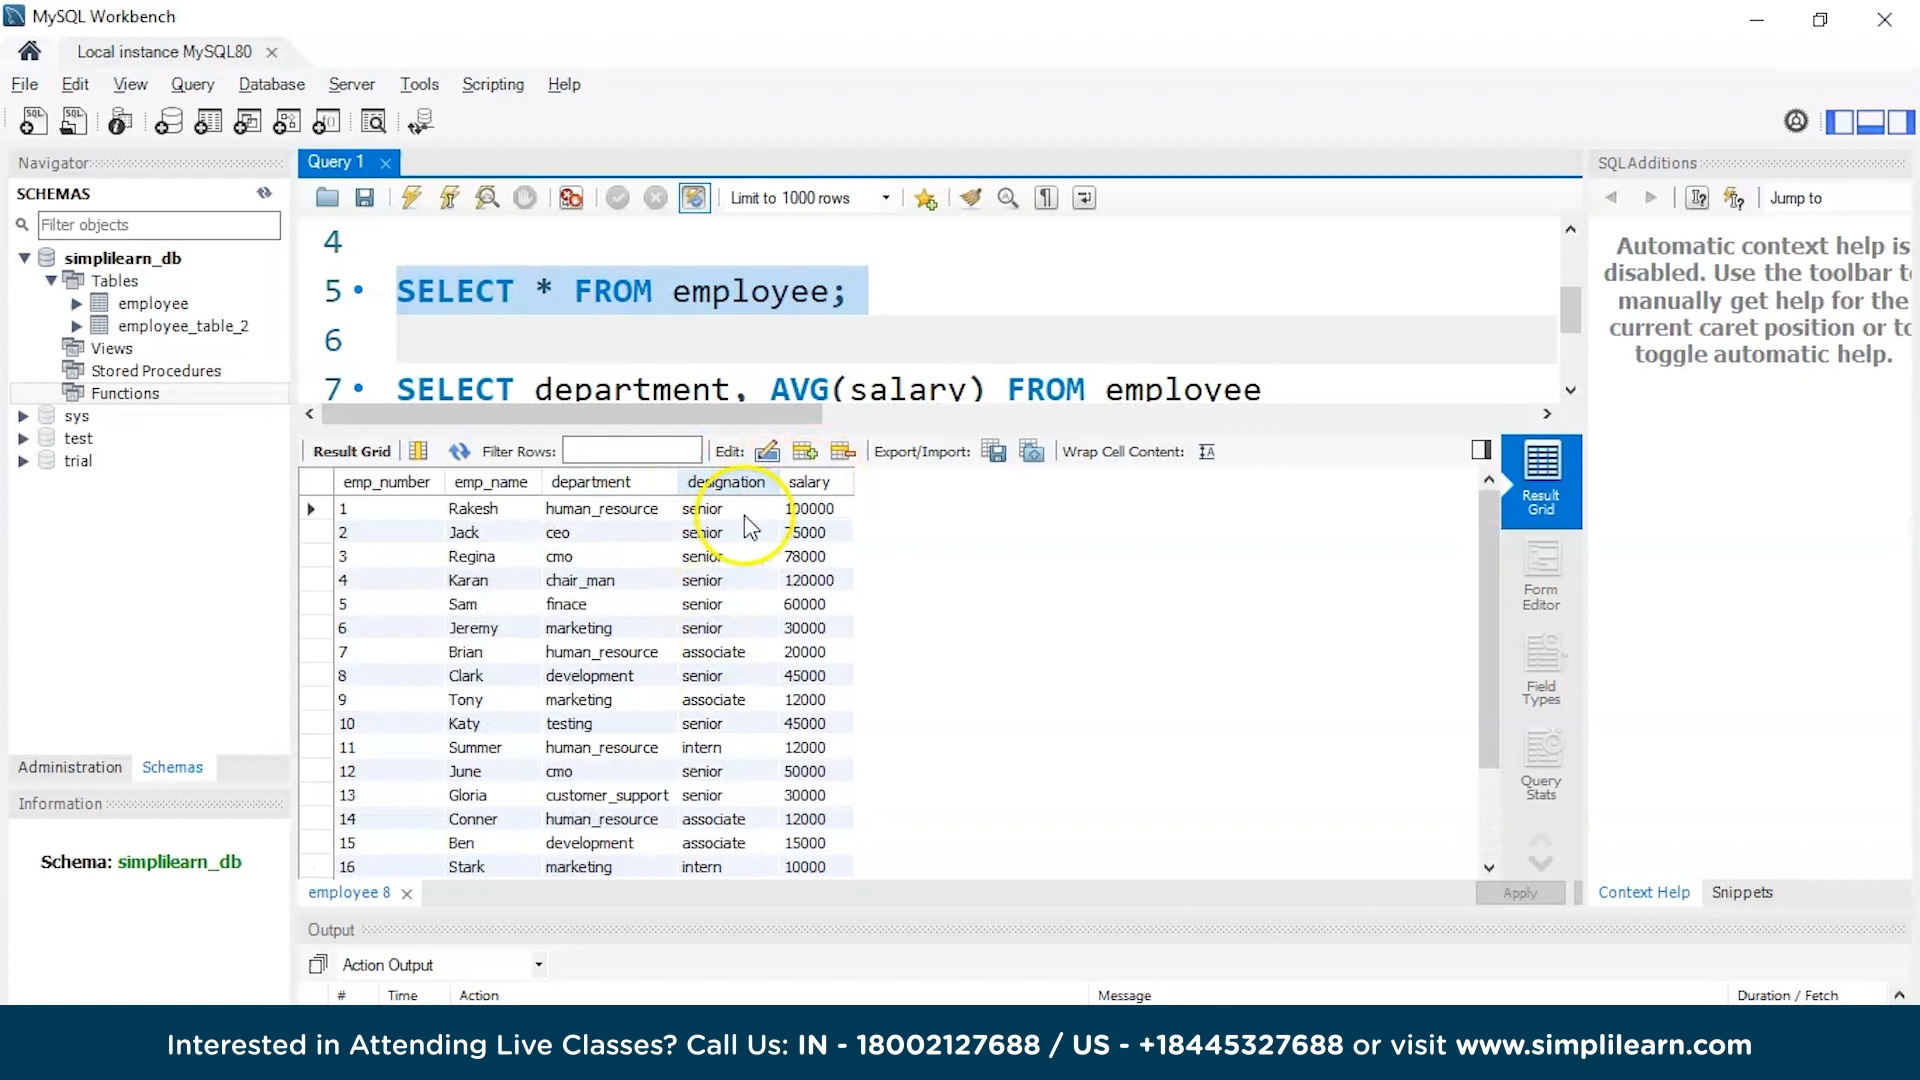 MySQL Workbench
Local instance MySQL80
File Edit View Query Database Server Tools Scripting Help
Navigator
SCHEMAS
Filter objects
simplilearn_db
Tables
employee
employee_table_2
Views
Stored Procedures
Functions
sys
test
trial
Administration Schemas
Information
Schema: simplilearn_db
Query 1
Limit to 1000 rows
4
5 SELECT * FROM employee;
6
7 SELECT department, AVG(salary) FROM employee
Result Grid Filter Rows: Edit: Export/Import: Wrap Cell Content:
emp_number emp_name department designation salary
1 Rakesh human_resource senior 100000
2 Jack ceo senior 75000
3 Regina cmo senior 78000
4 Karan chair_man senior 120000
5 Sam finace senior 60000
6 Jeremy marketing senior 30000
7 Brian human_resource associate 20000
8 Clark development senior 45000
9 Tony marketing associate 12000
10 Katy testing senior 45000
11 Summer human_resource intern 12000
12 June cmo senior 50000
13 Gloria customer_support senior 30000
14 Conner human_resource associate 12000
15 Ben development associate 15000
16 Stark marketing intern 10000
Result
Grid
Form
Editor
Field
Types
Query
Stats
employee 8
Apply
Output
Action Output
# Time Action Message Duration / Fetch
SQLAdditions
Jump to
Automatic context help is
disabled. Use the toolbar to
manually get help for the
current caret position or to
toggle automatic help.
Context Help Snippets
Interested in Attending Live Classes? Call Us: IN - 18002127688 / US - +18445327688 or visit www.simplilearn.com